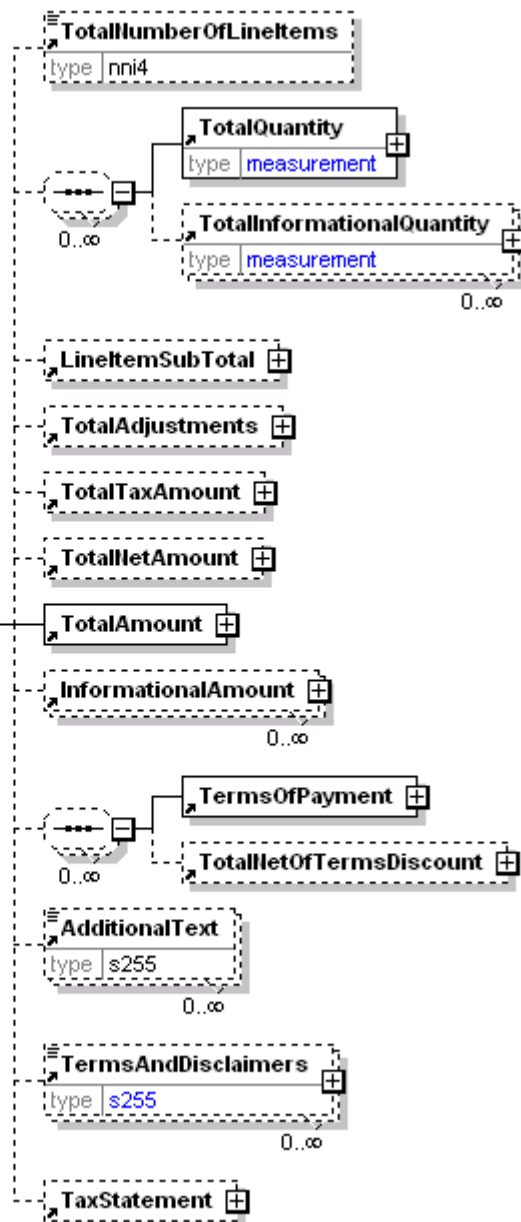 TotalNumberOfLineItems
type nni4
TotalQuantity
type measurement
0..∞
TotalInformationalQuantity
type measurement
0..∞
LineItemSubTotal
TotalAdjustments
TotalTaxAmount
TotalNetAmount
TotalAmount
InformationalAmount
0..∞
TermsOfPayment
0..∞
TotalNetOfTermsDiscount
AdditionalText
type s255
0..∞
TermsAndDisclaimers
type s255
0..∞
TaxStatement